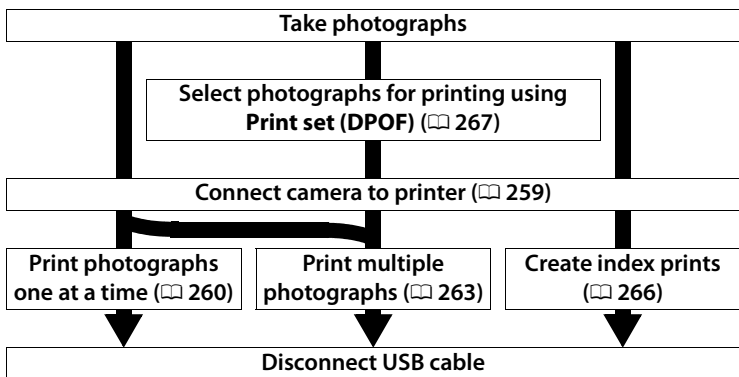 Take photographs
Select photographs for printing using
Print set (DPOF) (📖 267)
Connect camera to printer (📖 259)
Print photographs
one at a time (📖 260)
Print multiple
photographs (📖 263)
Create index prints
(📖 266)
Disconnect USB cable